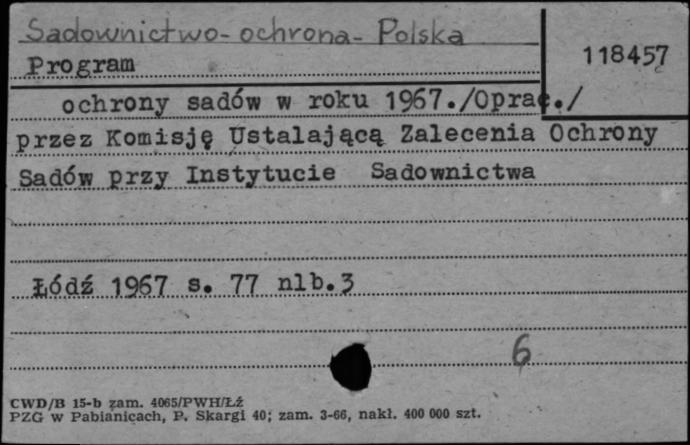 Sadownictwo - ochrona - Polska
118457
Program
ochrony sadów w roku 1967./Oprac./
przez Komisję Ustalającą Zalecenia Ochrony
Sadów przy Instytucie Sadownictwa
Łódź 1967 s. 77 nlb.3
6
CWD/B 15-b zam. 4065/PWH/Łź
PZG w Pabianicach, P. Skargi 40; zam. 3-66, nakł. 400 000 szt.